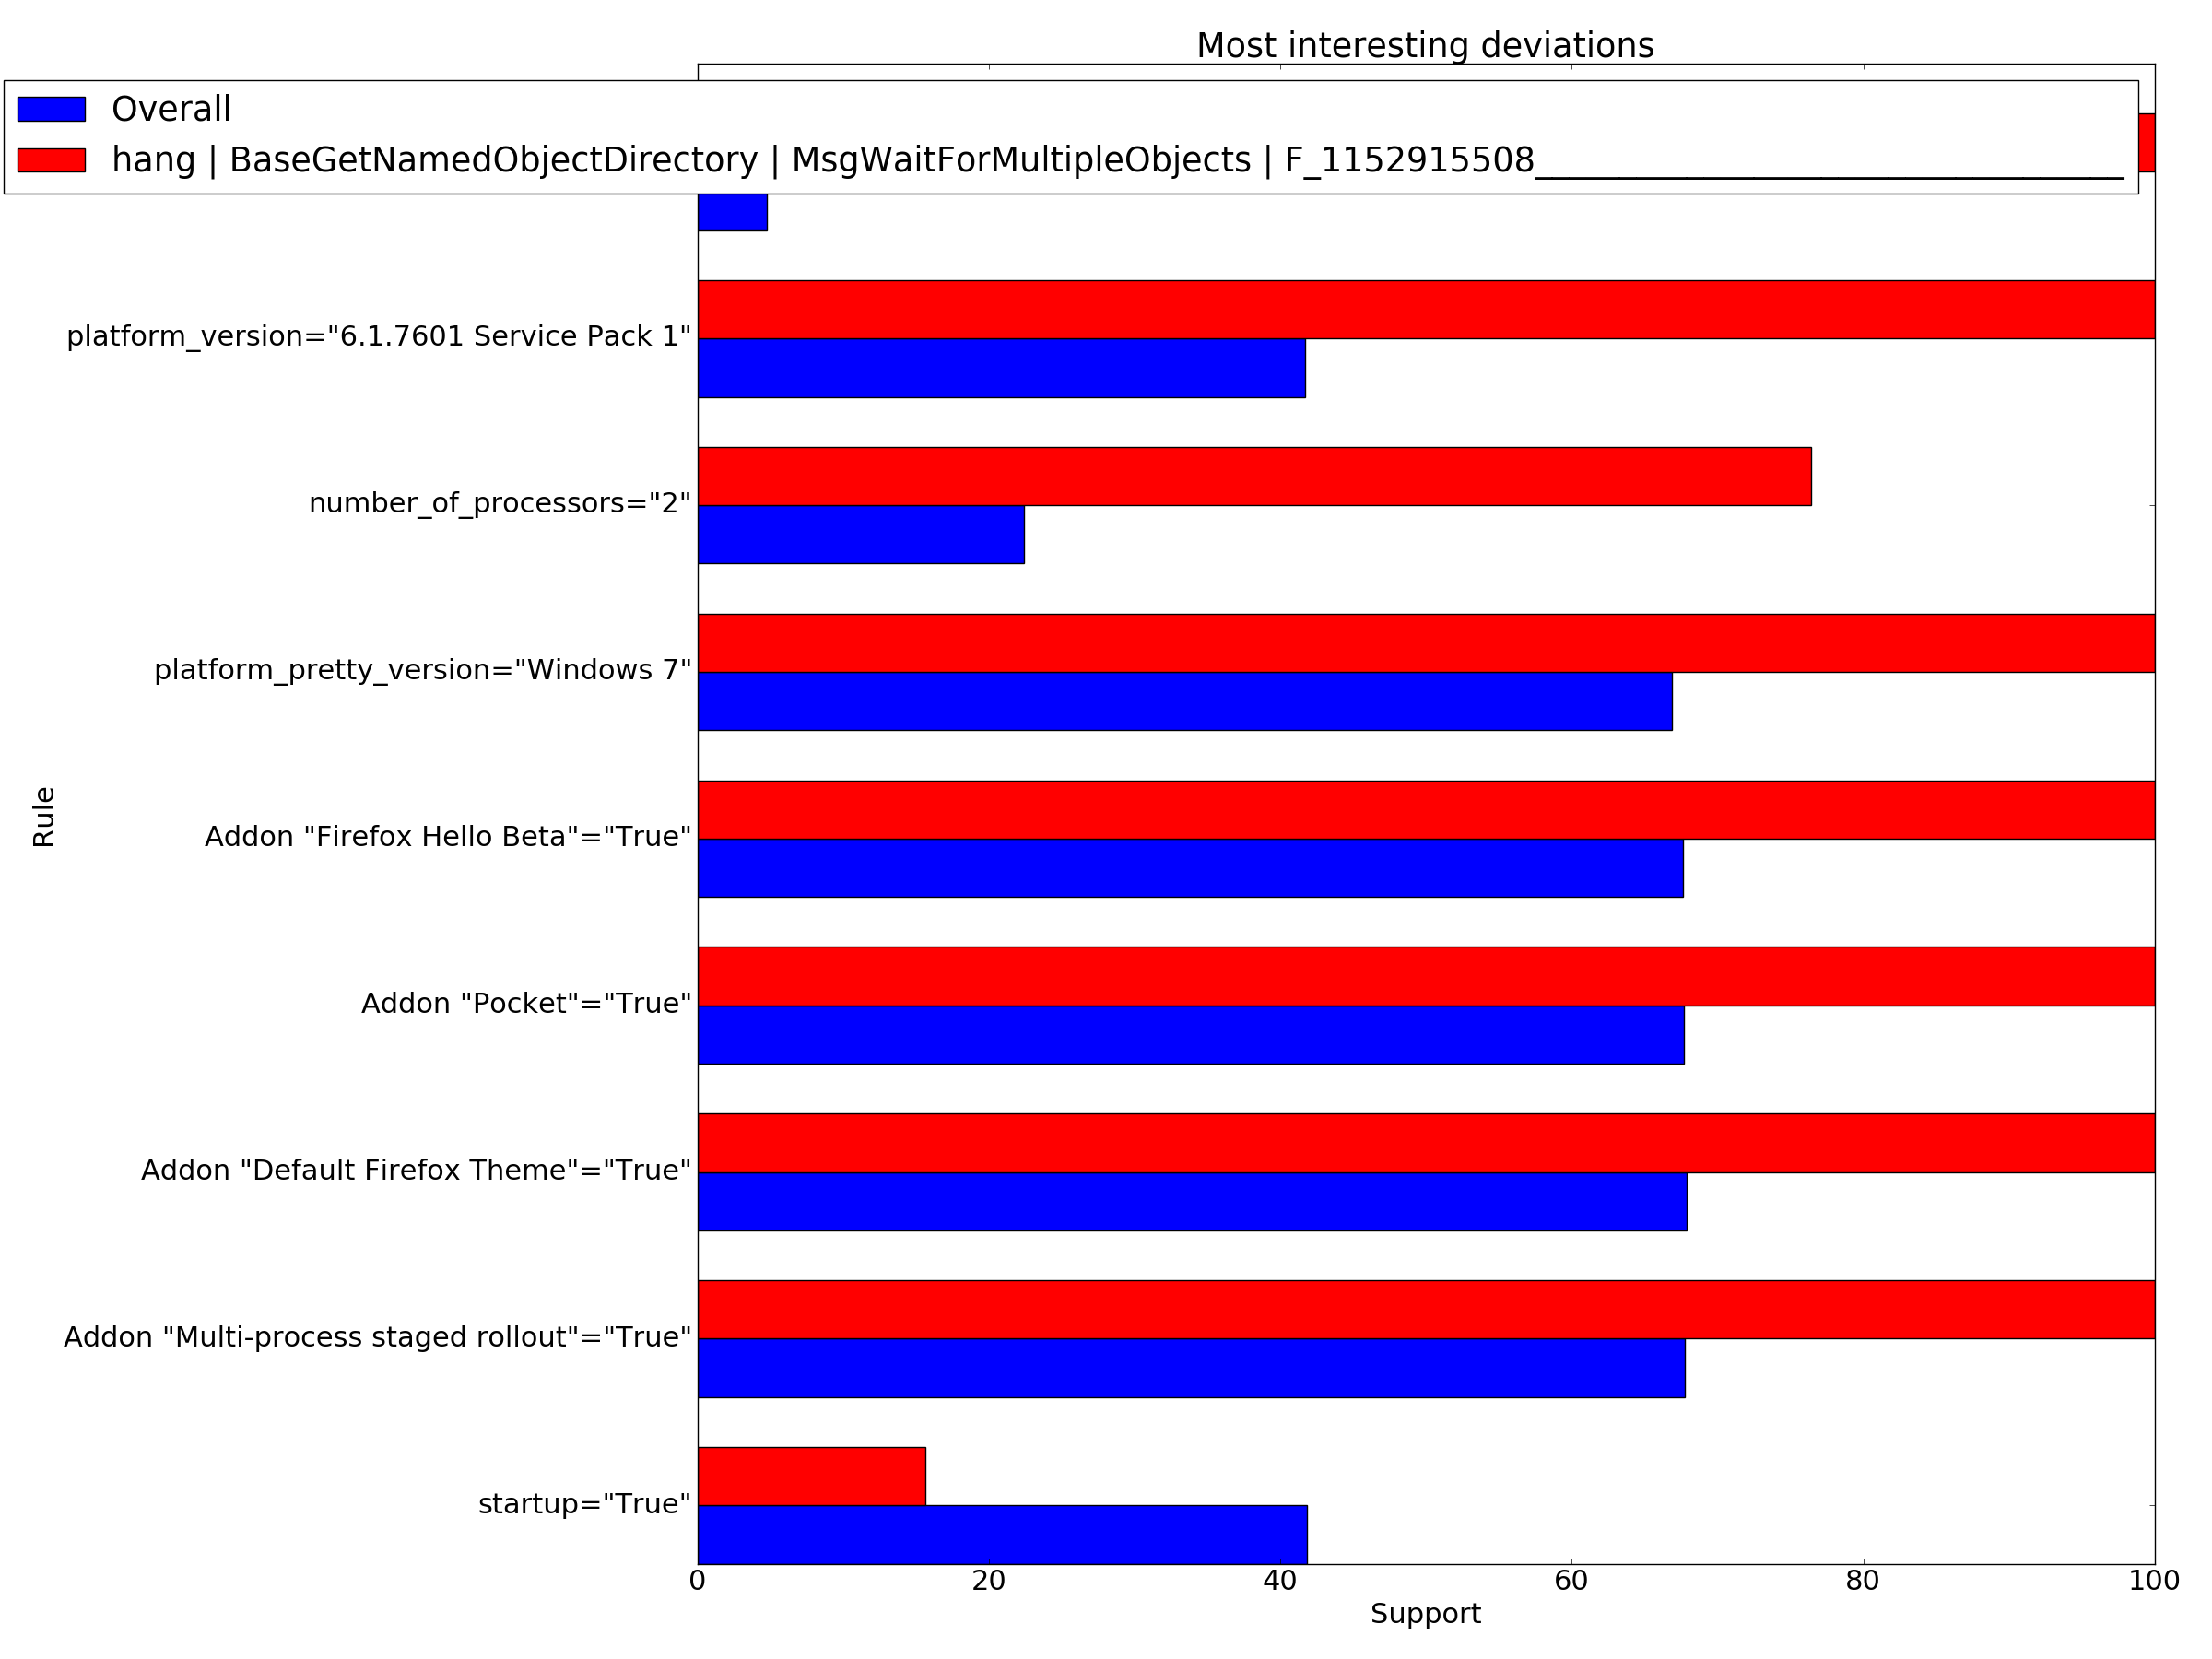 Most interesting deviations
Overall
hang | BaseGetNamedObjectDirectory | MsgWaitForMultipleObjects | F_1152915508___________________________________
platform_version="6.1.7601 Service Pack 1"
number_of_processors="2"
platform_pretty_version="Windows 7"
Addon "Firefox Hello Beta"="True"
Addon "Pocket"="True"
Addon "Default Firefox Theme"="True"
Addon "Multi-process staged rollout"="True"
startup="True"
Rule
0 20 40 60 80 100
Support